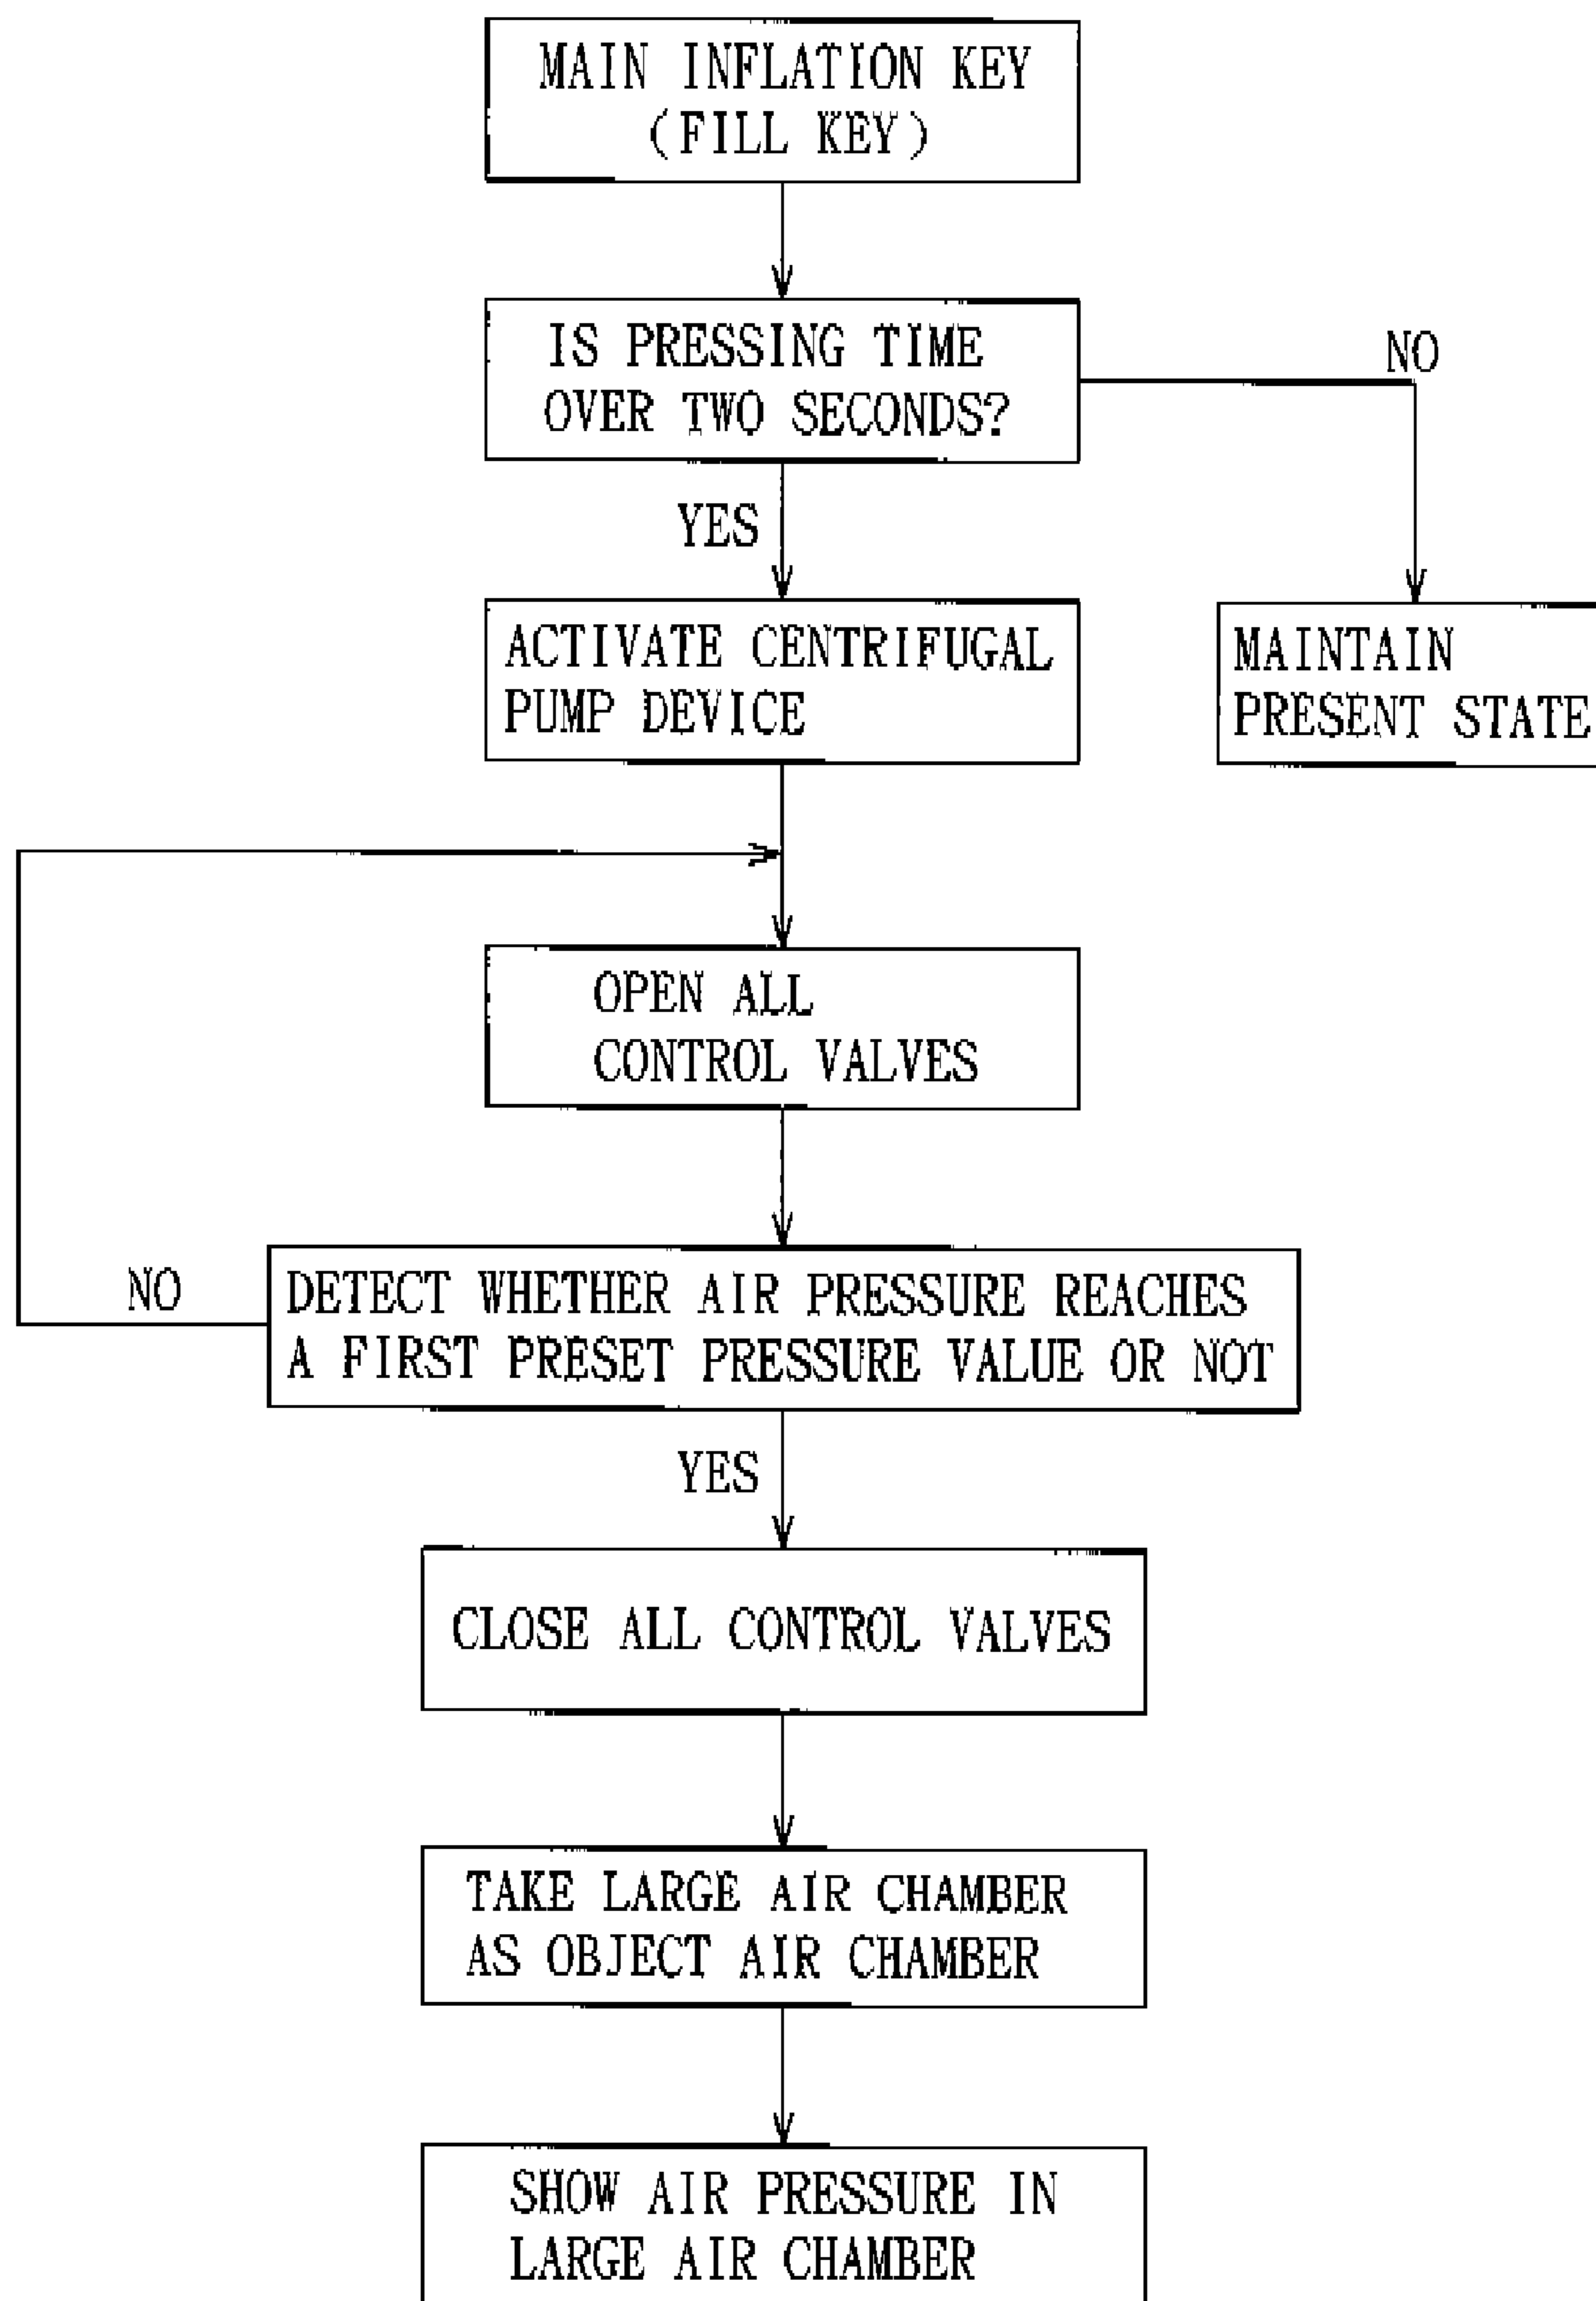 MAIN INFLATION KEY
(FILL KEY)
IS PRESSING TIME
OVER TWO SECONDS?
NO
YES
ACTIVATE CENTRIFUGAL
PUMP DEVICE
MAINTAIN
PRESENT STATE
OPEN ALL
CONTROL VALVES
NO
DETECT WHETHER AIR PRESSURE REACHES
A FIRST PRESET PRESSURE VALUE OR NOT
YES
CLOSE ALL CONTROL VALVES
TAKE LARGE AIR CHAMBER
AS OBJECT AIR CHAMBER
SHOW AIR PRESSURE IN
LARGE AIR CHAMBER